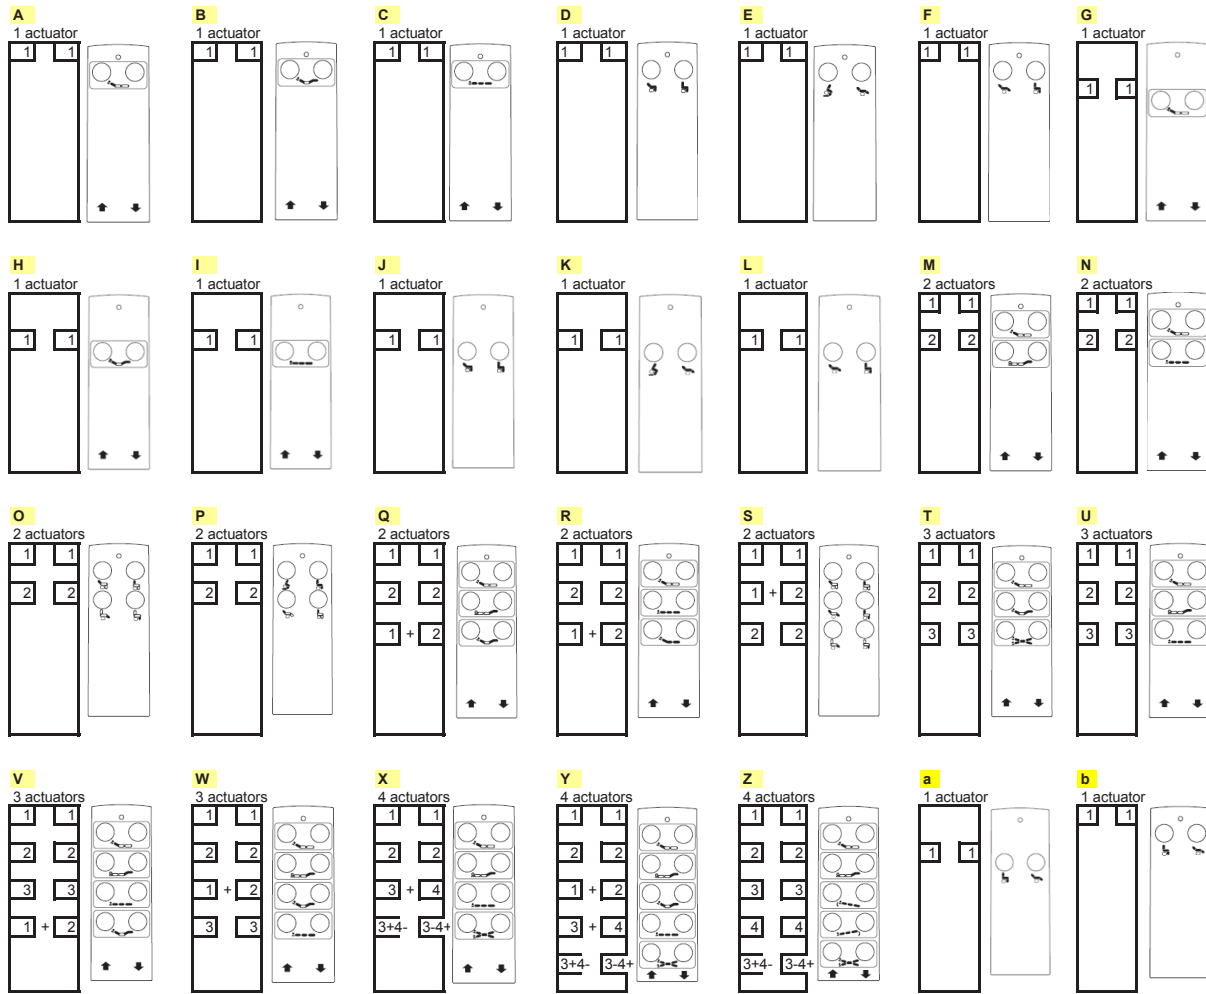 A B C D E F G
1 actuator 1 actuator 1 actuator 1 actuator 1 actuator 1 actuator 1 actuator
1 1 1 1 1 1 1 1 1 1 1 1
1 1
H I J K L M N
1 actuator 1 actuator 1 actuator 1 actuator 1 actuator 2 actuators 2 actuators
1 1 1 1
1 1 1 1 1 1 1 1 1 1 2 2 2 2
O P Q R S T U
2 actuators 2 actuators 2 actuators 2 actuators 2 actuators 3 actuators 3 actuators
1 1 1 1 1 1 1 1 1 1 1 1 1 1
2 2 2 2 2 2 2 2 1 + 2 2 2 2 2
1 + 2 1 + 2 2 2 3 3 3 3
V W X Y Z a b
3 actuators 3 actuators 4 actuators 4 actuators 4 actuators 1 actuator 1 actuator
1 1 1 1 1 1 1 1 1 1 1 1
2 2 2 2 2 2 2 2 2 2 1 1
3 3 1 + 2 3 + 4 1 + 2 3 3
1 + 2 3 3 3+4- 3-4+ 3 + 4 4 4
3+4- 3-4+ 3+4- 3-4+